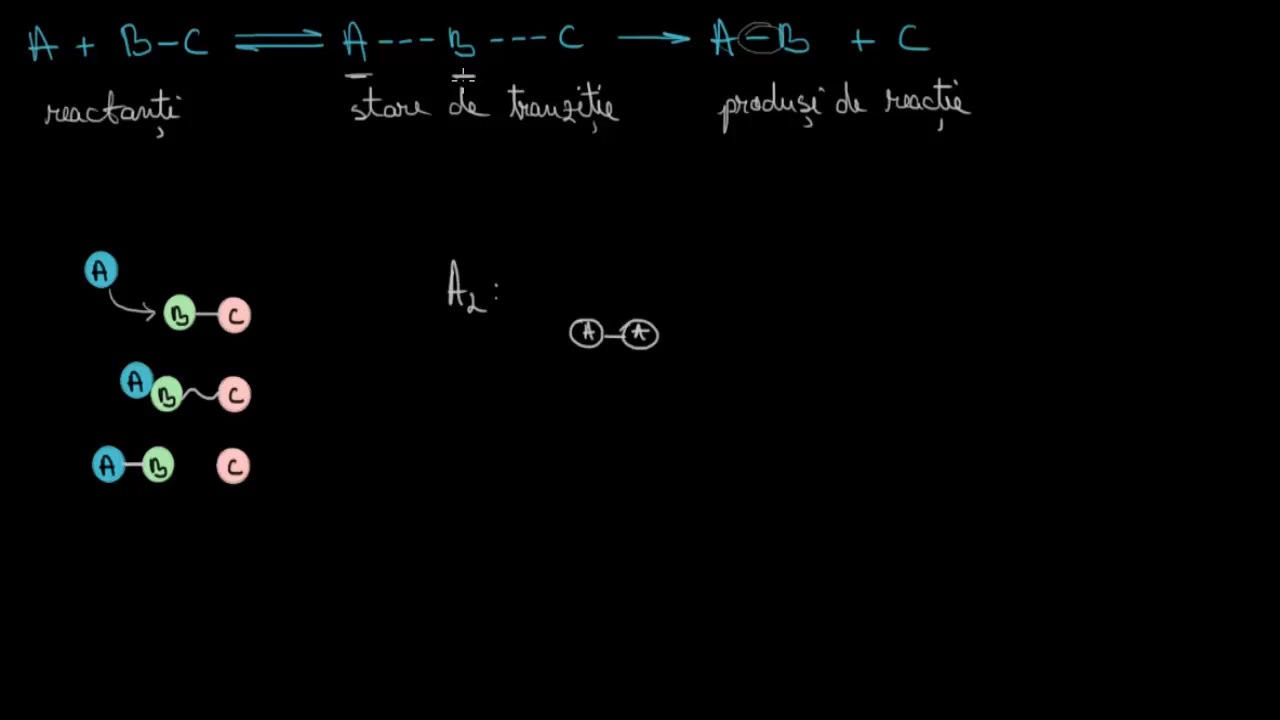 A + B–C ⇌ A---B---C → A–B + C
reactanți stare de tranziție produși de reacție
A
B C
A₂:
A A
A B C
A B C